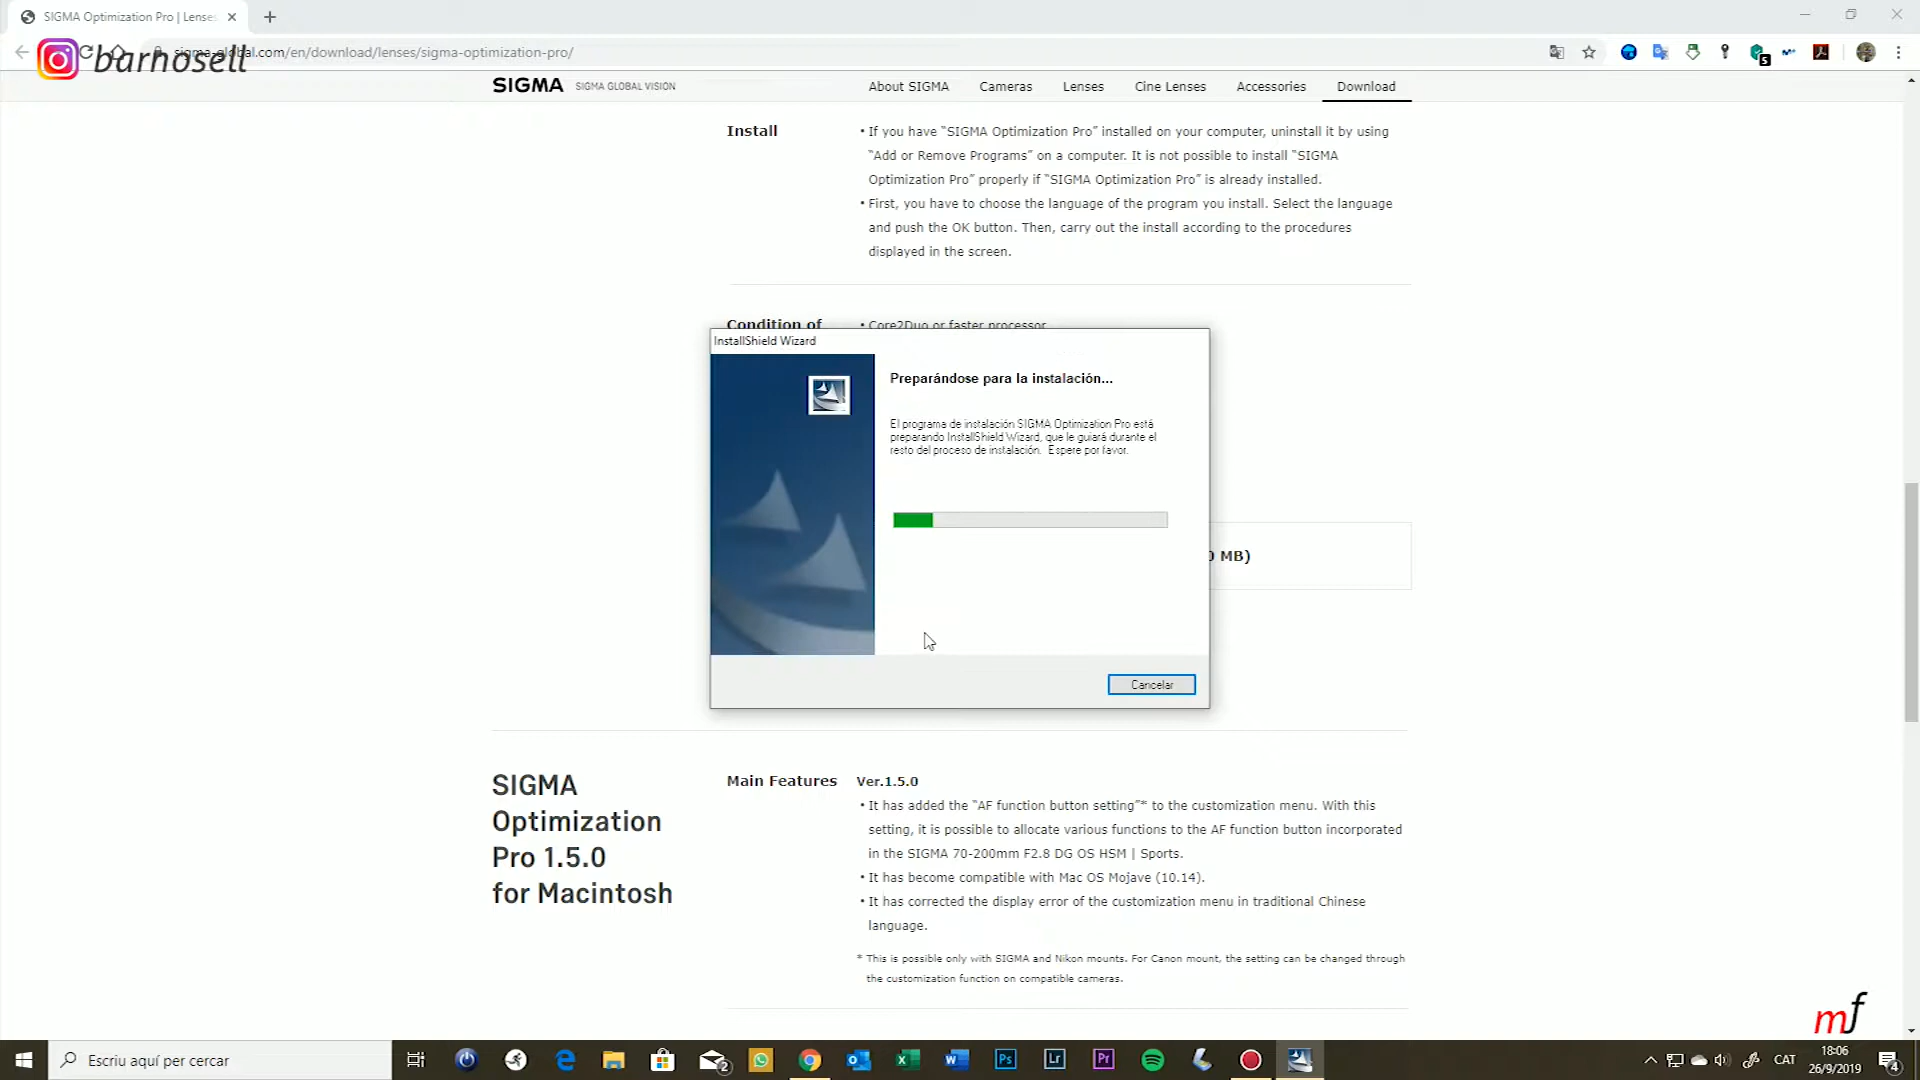 SIGMA Optimization Pro | Lenses
sigma-global.com/en/download/lenses/sigma-optimization-pro/
barhosell
SIGMA SIGMA GLOBAL VISION
About SIGMA Cameras Lenses Cine Lenses Accessories Download
Install
• If you have “SIGMA Optimization Pro” installed on your computer, uninstall it by using
“Add or Remove Programs” on a computer. It is not possible to install “SIGMA
Optimization Pro” properly if “SIGMA Optimization Pro” is already installed.
• First, you have to choose the language of the program you install. Select the language
and push the OK button. Then, carry out the install according to the procedures
displayed in the screen.
Condition of
• Core2Duo or faster processor
InstallShield Wizard
Preparándose para la instalación...
El programa de instalación SIGMA Optimization Pro está
preparando InstallShield Wizard, que le guiará durante el
resto del proceso de instalación. Espere por favor.
MB)
Cancelar
SIGMA
Optimization
Pro 1.5.0
for Macintosh
Main Features
Ver.1.5.0
• It has added the “AF function button setting”* to the customization menu. With this
setting, it is possible to allocate various functions to the AF function button incorporated
in the SIGMA 70-200mm F2.8 DG OS HSM | Sports.
• It has become compatible with Mac OS Mojave (10.14).
• It has corrected the display error of the customization menu in traditional Chinese
language.
* This is possible only with SIGMA and Nikon mounts. For Canon mount, the setting can be changed through
the customization function on compatible cameras.
mf
Escriu aquí per cercar
2
Ps
Lr
Pr
CAT
18:06
26/9/2019
4